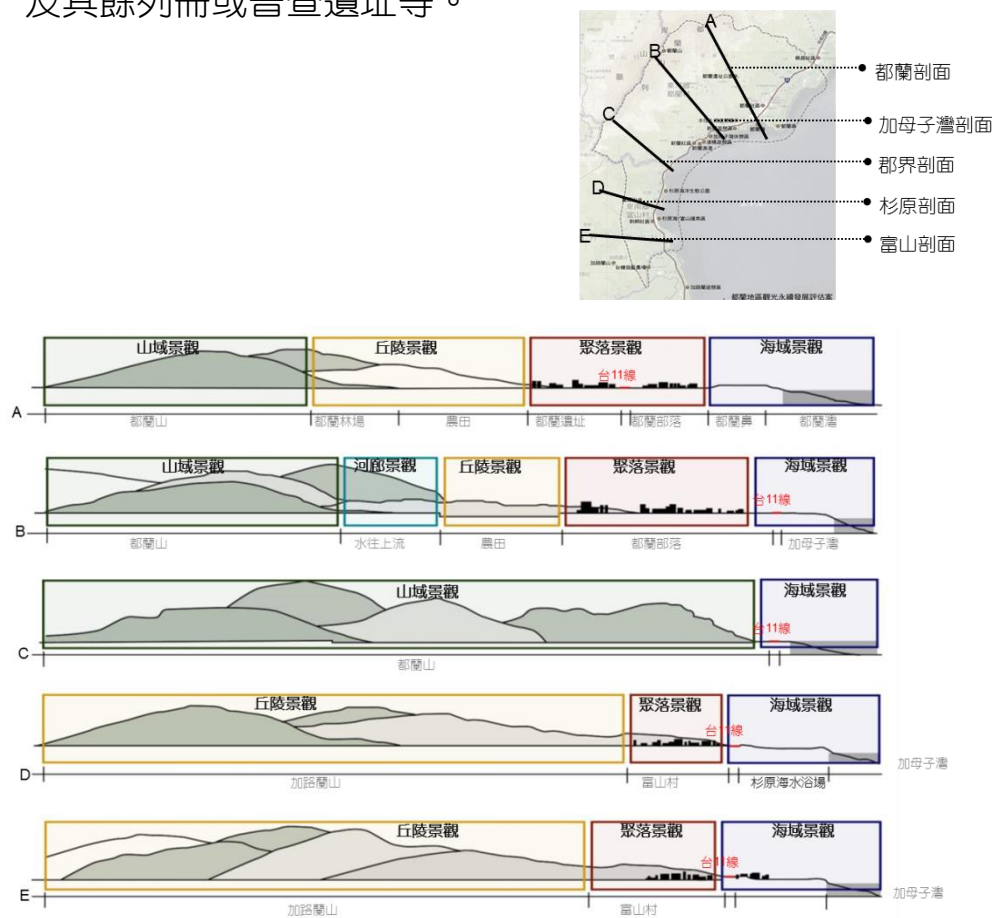 及其餘列冊或普查遺址等。
A
B
C
D
E
都蘭剖面
加母子灣剖面
郡界剖面
杉原剖面
富山剖面
都蘭地區觀光永續發展評估案
山域景觀
丘陵景觀
聚落景觀
海域景觀
台11線
A
都蘭山
都蘭林場
農田
都蘭遺址
都蘭部落
都蘭鼻
都蘭灣
山域景觀
河廊景觀
丘陵景觀
聚落景觀
海域景觀
台11線
B
都蘭山
水往上流
農田
都蘭部落
加母子灣
山域景觀
海域景觀
台11線
C
都蘭山
丘陵景觀
聚落景觀
海域景觀
台11線
D
加路蘭山
富山村
杉原海水浴場
加母子灣
丘陵景觀
聚落景觀
海域景觀
台11線
E
加路蘭山
富山村
加母子灣